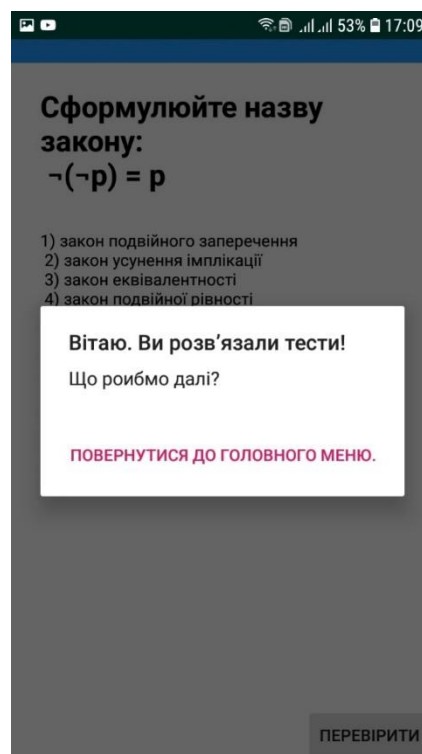 53% 17:09
Сформулюйте назву
закону:
¬(¬p) = p
1) закон подвійного заперечення
2) закон усунення імплікації
3) закон еквівалентності
4) закон подвійної рівності
Вітаю. Ви розв’язали тести!
Що роибмо далі?
ПОВЕРНУТИСЯ ДО ГОЛОВНОГО МЕНЮ.
ПЕРЕВІРИТИ